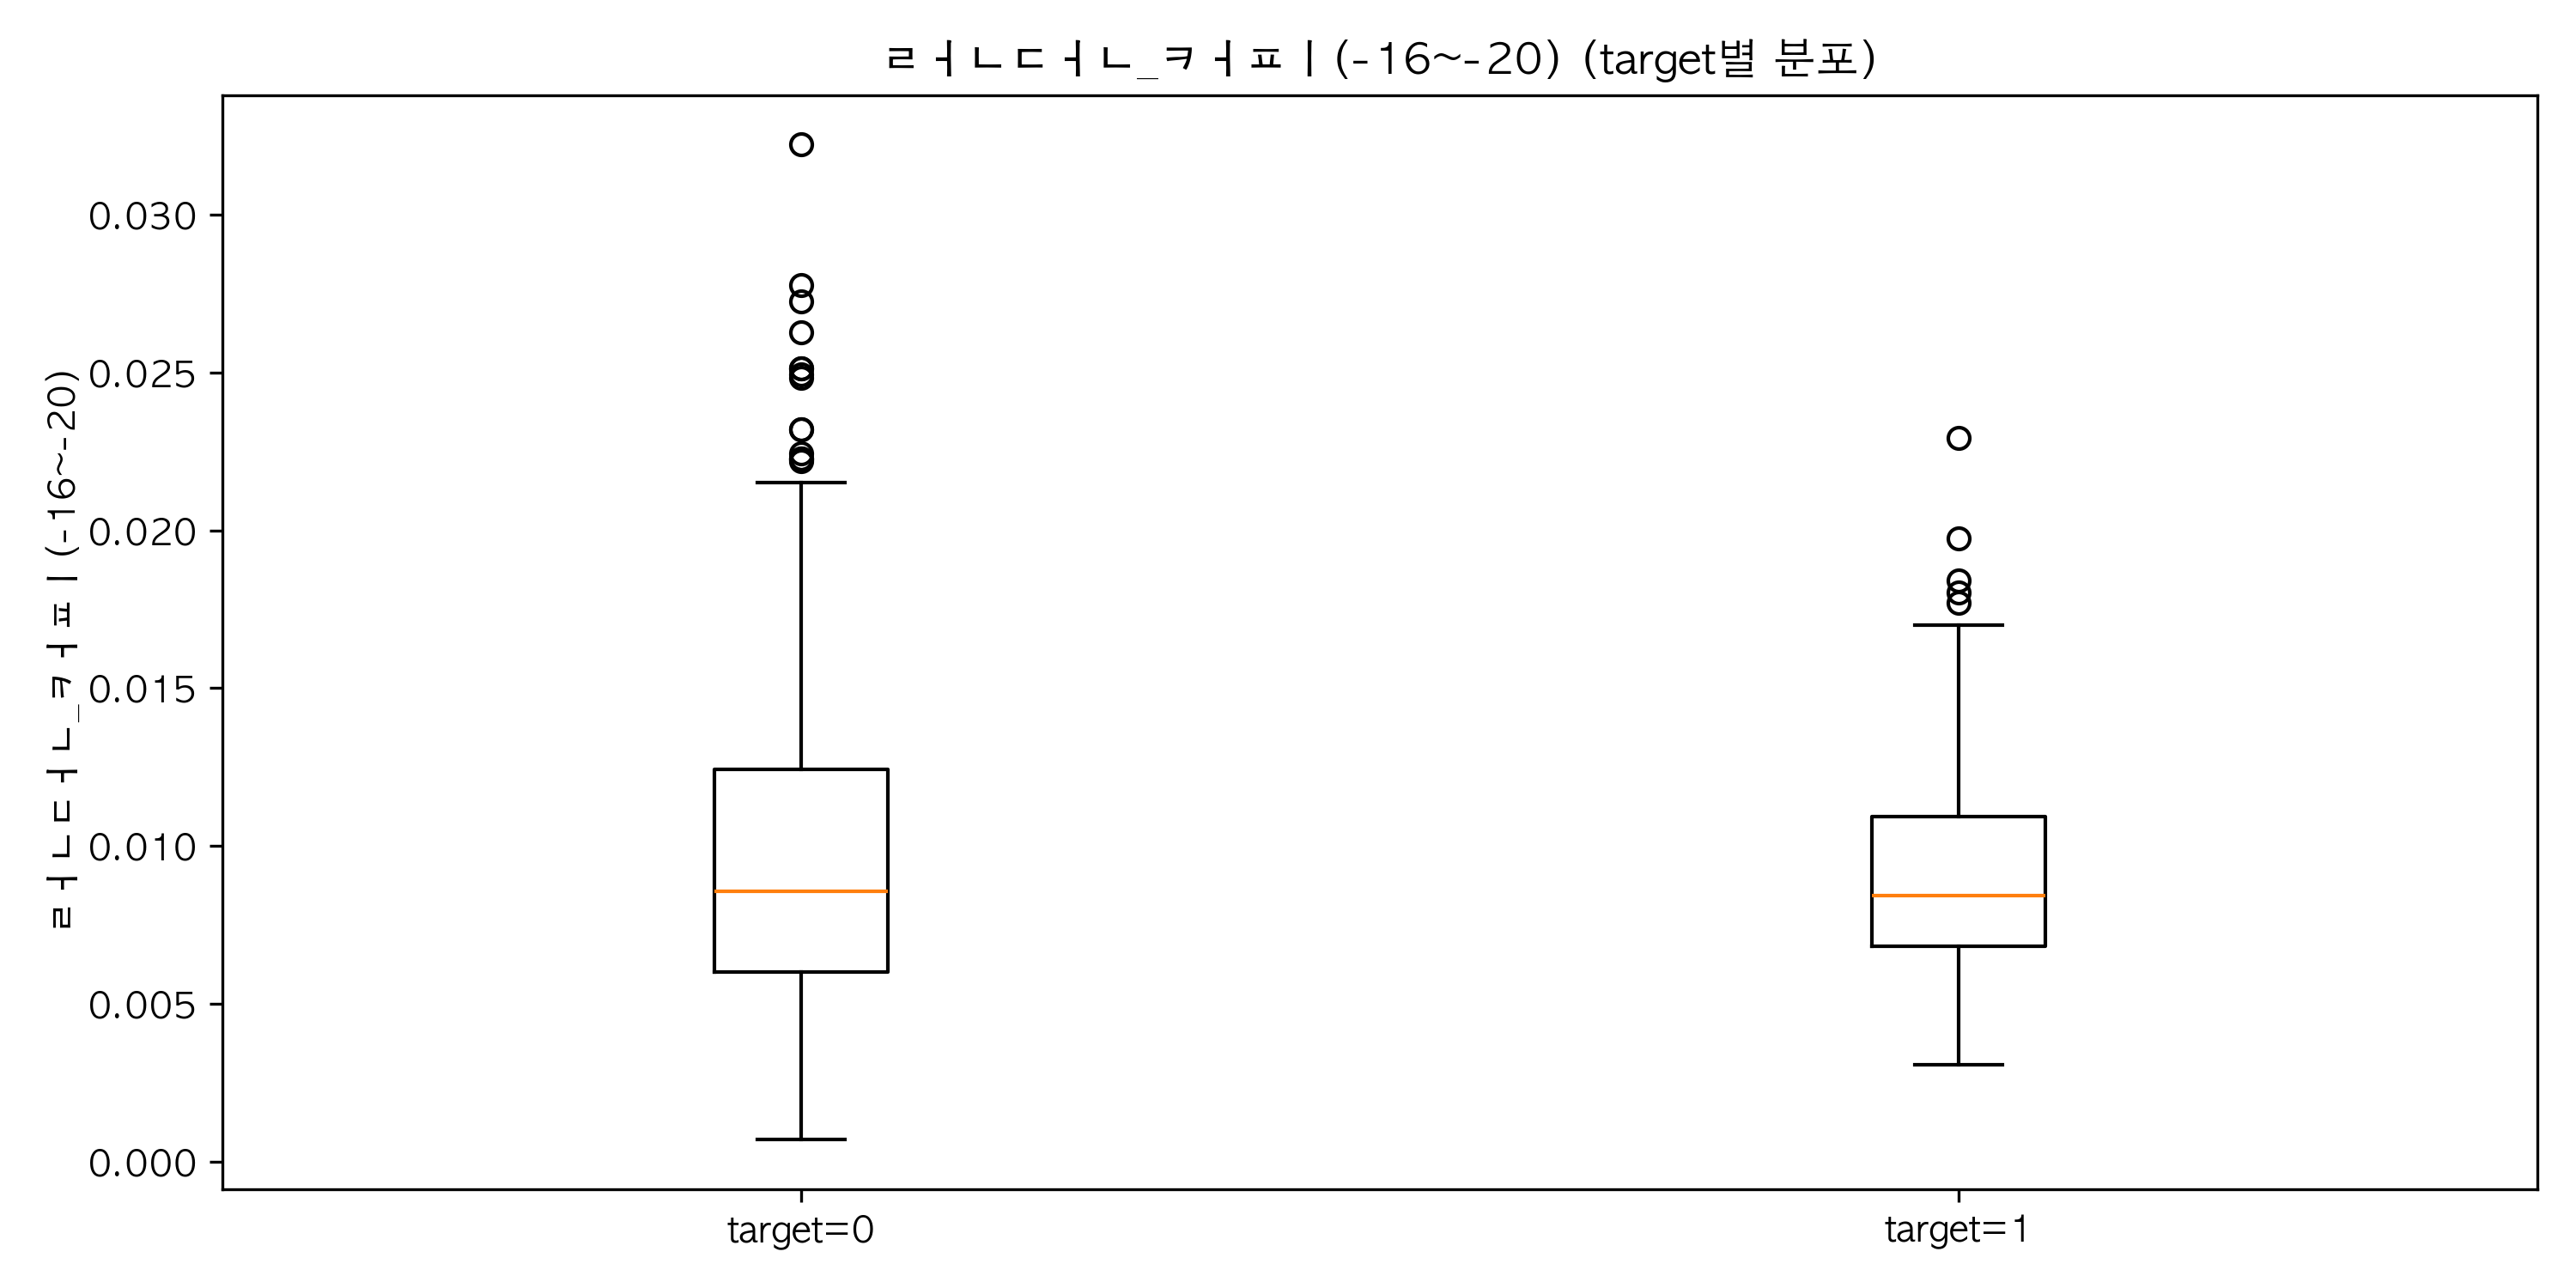 ㄹㅓㄴㄷㅓㄴ_ㅋㅓㅍㅣ(-16~-20) (target별 분포)
ㄹㅓㄴㄷㅓㄴ_ㅋㅓㅍㅣ(-16~-20)
0.030
0.025
0.020
0.015
0.010
0.005
0.000
target=0
target=1